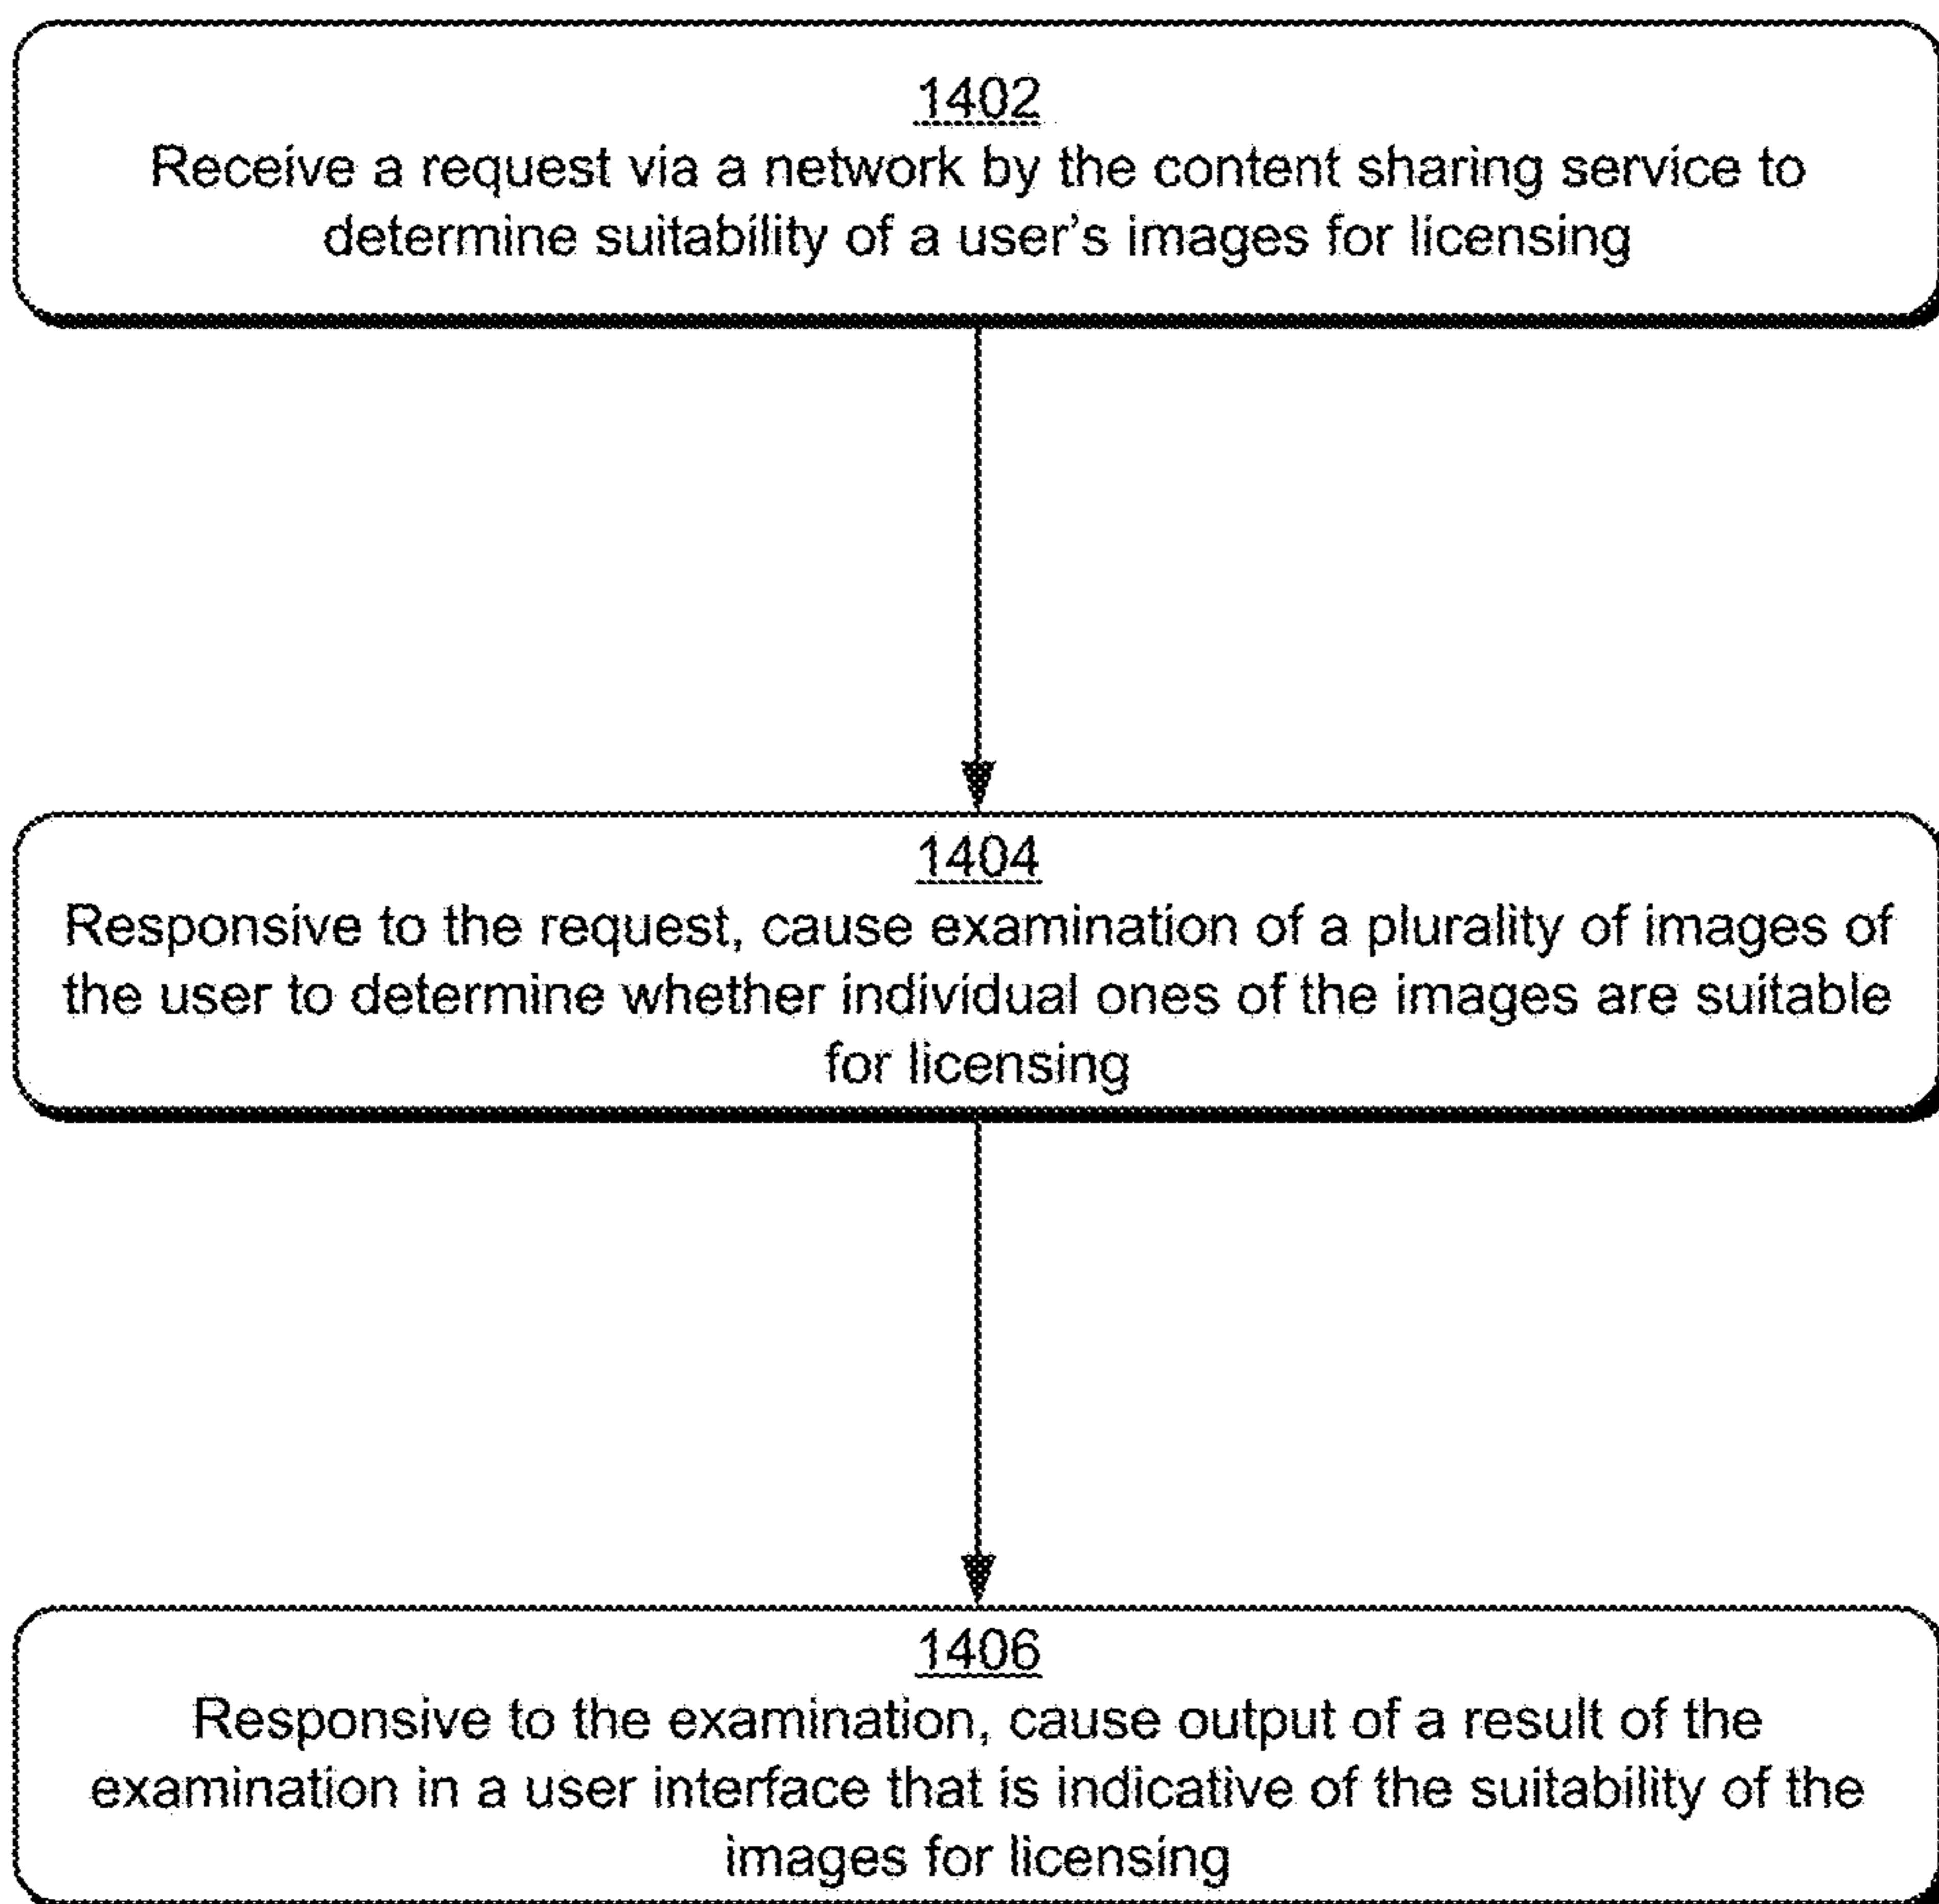 1402
Receive a request via a network by the content sharing service to
determine suitability of a user's images for licensing
1404
Responsive to the request, cause examination of a plurality of images of
the user to determine whether individual ones of the images are suitable
for licensing
1406
Responsive to the examination, cause output of a result of the
examination in a user interface that is indicative of the suitability of the
images for licensing